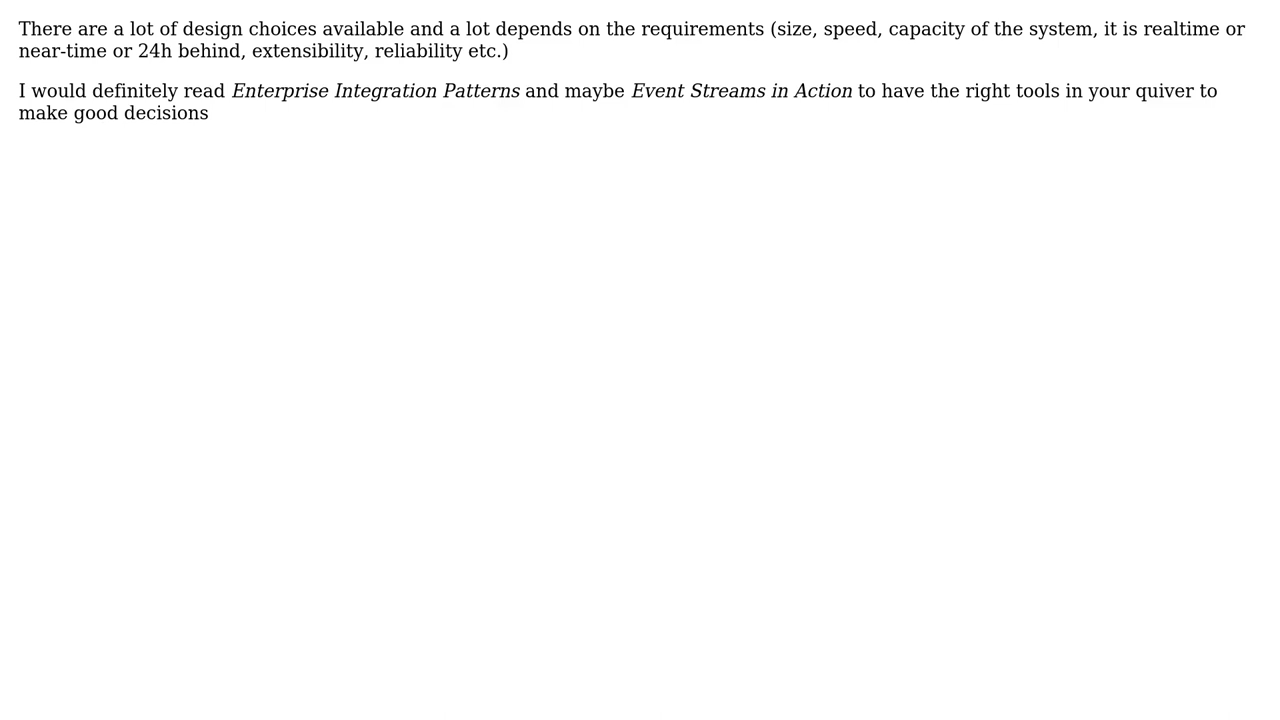 There are a lot of design choices available and a lot depends on the requirements (size, speed, capacity of the system, it is realtime or
near-time or 24h behind, extensibility, reliability etc.)
I would definitely read Enterprise Integration Patterns and maybe Event Streams in Action to have the right tools in your quiver to
make good decisions